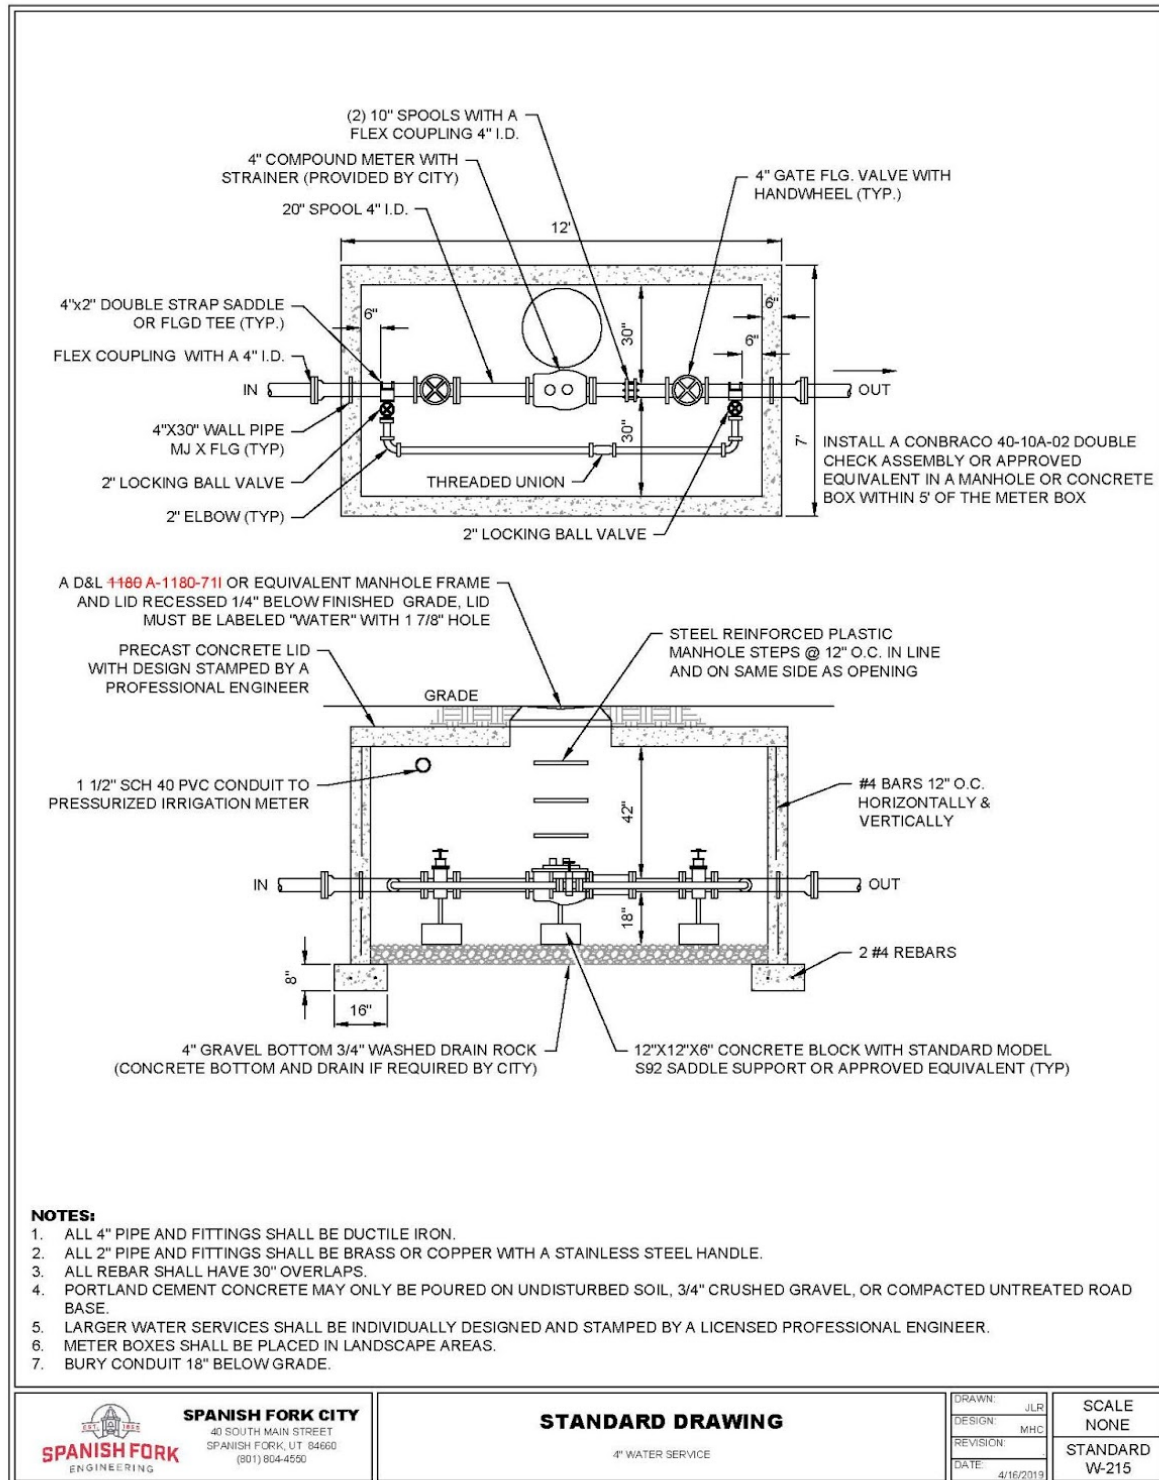 (2) 10" SPOOLS WITH A
FLEX COUPLING 4" I.D.
4" COMPOUND METER WITH
STRAINER (PROVIDED BY CITY)
20" SPOOL 4" I.D.
4" GATE FLG. VALVE WITH
HANDWHEEL (TYP.)
12'
4"x2" DOUBLE STRAP SADDLE
OR FLGD TEE (TYP.)
FLEX COUPLING WITH A 4" I.D.
6"
30"
6"
6"
IN
OUT
4"X30" WALL PIPE
MJ X FLG (TYP)
30"
7'
2" LOCKING BALL VALVE
THREADED UNION
2" ELBOW (TYP)
2" LOCKING BALL VALVE
INSTALL A CONBRACO 40-10A-02 DOUBLE
CHECK ASSEMBLY OR APPROVED
EQUIVALENT IN A MANHOLE OR CONCRETE
BOX WITHIN 5' OF THE METER BOX
A D&L 1180 A-1180-71I OR EQUIVALENT MANHOLE FRAME
AND LID RECESSED 1/4" BELOW FINISHED GRADE, LID
MUST BE LABELED "WATER" WITH 1 7/8" HOLE
PRECAST CONCRETE LID
WITH DESIGN STAMPED BY A
PROFESSIONAL ENGINEER
STEEL REINFORCED PLASTIC
MANHOLE STEPS @ 12" O.C. IN LINE
AND ON SAME SIDE AS OPENING
GRADE
1 1/2" SCH 40 PVC CONDUIT TO
PRESSURIZED IRRIGATION METER
42"
#4 BARS 12" O.C.
HORIZONTALLY &
VERTICALLY
IN
OUT
18"
2 #4 REBARS
8"
16"
4" GRAVEL BOTTOM 3/4" WASHED DRAIN ROCK
(CONCRETE BOTTOM AND DRAIN IF REQUIRED BY CITY)
12"X12"X6" CONCRETE BLOCK WITH STANDARD MODEL
S92 SADDLE SUPPORT OR APPROVED EQUIVALENT (TYP)
NOTES:
1. ALL 4" PIPE AND FITTINGS SHALL BE DUCTILE IRON.
2. ALL 2" PIPE AND FITTINGS SHALL BE BRASS OR COPPER WITH A STAINLESS STEEL HANDLE.
3. ALL REBAR SHALL HAVE 30" OVERLAPS.
4. PORTLAND CEMENT CONCRETE MAY ONLY BE POURED ON UNDISTURBED SOIL, 3/4" CRUSHED GRAVEL, OR COMPACTED UNTREATED ROAD
BASE.
5. LARGER WATER SERVICES SHALL BE INDIVIDUALLY DESIGNED AND STAMPED BY A LICENSED PROFESSIONAL ENGINEER.
6. METER BOXES SHALL BE PLACED IN LANDSCAPE AREAS.
7. BURY CONDUIT 18" BELOW GRADE.
EST. 1855
SPANISH FORK
ENGINEERING
SPANISH FORK CITY
40 SOUTH MAIN STREET
SPANISH FORK, UT 84660
(801) 804-4550
STANDARD DRAWING
4" WATER SERVICE
DRAWN:
JLR
DESIGN:
MHC
REVISION:
DATE:
4/16/2019
SCALE
NONE
STANDARD
W-215